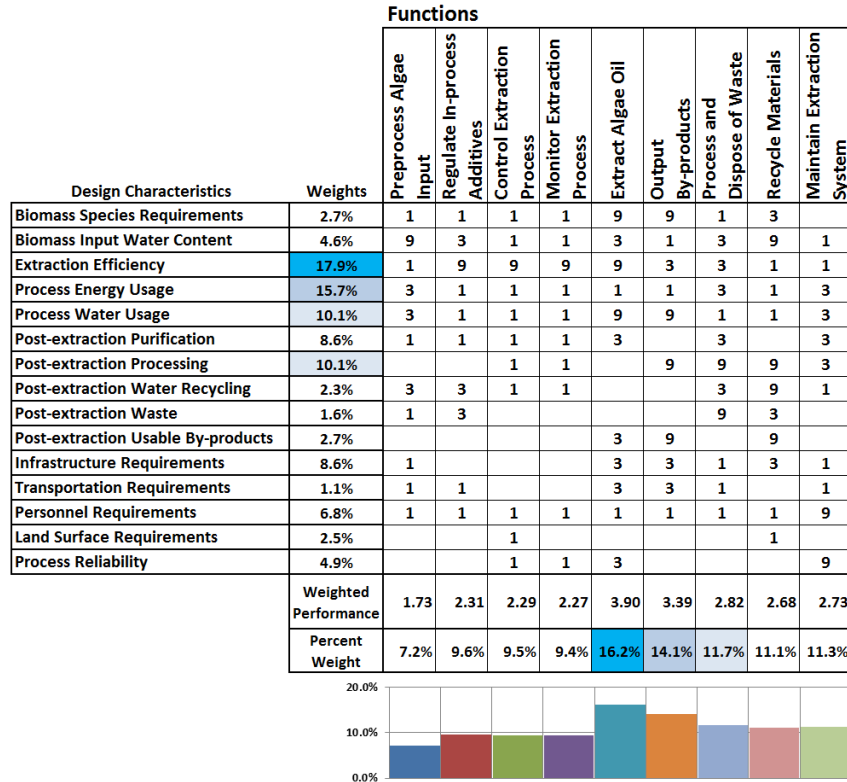 Functions
Preprocess Algae Input
Regulate In-process Additives
Control Extraction Process
Monitor Extraction Process
Extract Algae Oil
Output By-products
Process and Dispose of Waste
Recycle Materials
Maintain Extraction System
Design Characteristics Weights
Biomass Species Requirements 2.7% 1 1 1 1 9 9 1 3
Biomass Input Water Content 4.6% 9 3 1 1 3 1 3 9 1
Extraction Efficiency 17.9% 1 9 9 9 9 3 3 1 1
Process Energy Usage 15.7% 3 1 1 1 1 1 3 1 3
Process Water Usage 10.1% 3 1 1 1 9 9 1 1 3
Post-extraction Purification 8.6% 1 1 1 1 3 3 3
Post-extraction Processing 10.1% 1 1 9 9 9 3
Post-extraction Water Recycling 2.3% 3 3 1 1 3 9 1
Post-extraction Waste 1.6% 1 3 9 3
Post-extraction Usable By-products 2.7% 3 9 9
Infrastructure Requirements 8.6% 1 3 3 1 3 1
Transportation Requirements 1.1% 1 1 3 3 1 1
Personnel Requirements 6.8% 1 1 1 1 1 1 1 1 9
Land Surface Requirements 2.5% 1 1
Process Reliability 4.9% 1 1 3 9
Weighted Performance 1.73 2.31 2.29 2.27 3.90 3.39 2.82 2.68 2.73
Percent Weight 7.2% 9.6% 9.5% 9.4% 16.2% 14.1% 11.7% 11.1% 11.3%
20.0%
10.0%
0.0%